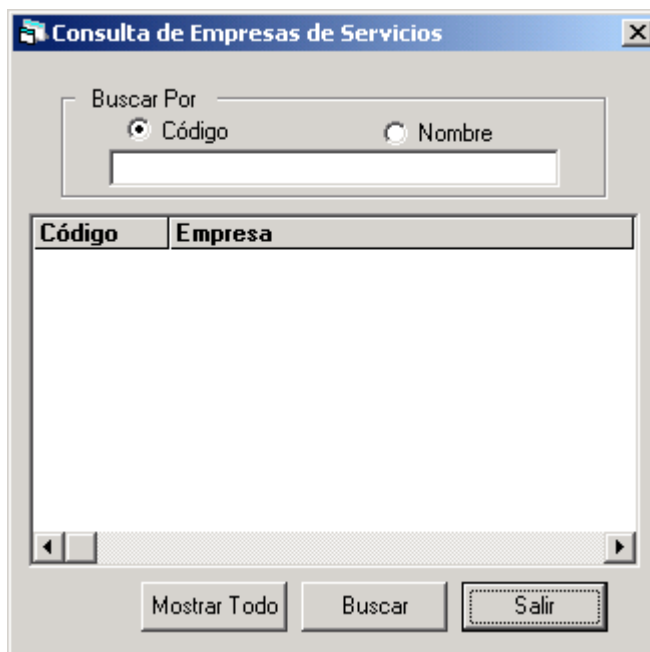 Consulta de Empresas de Servicios
Buscar Por
Código Nombre
Código Empresa
Mostrar Todo Buscar Salir